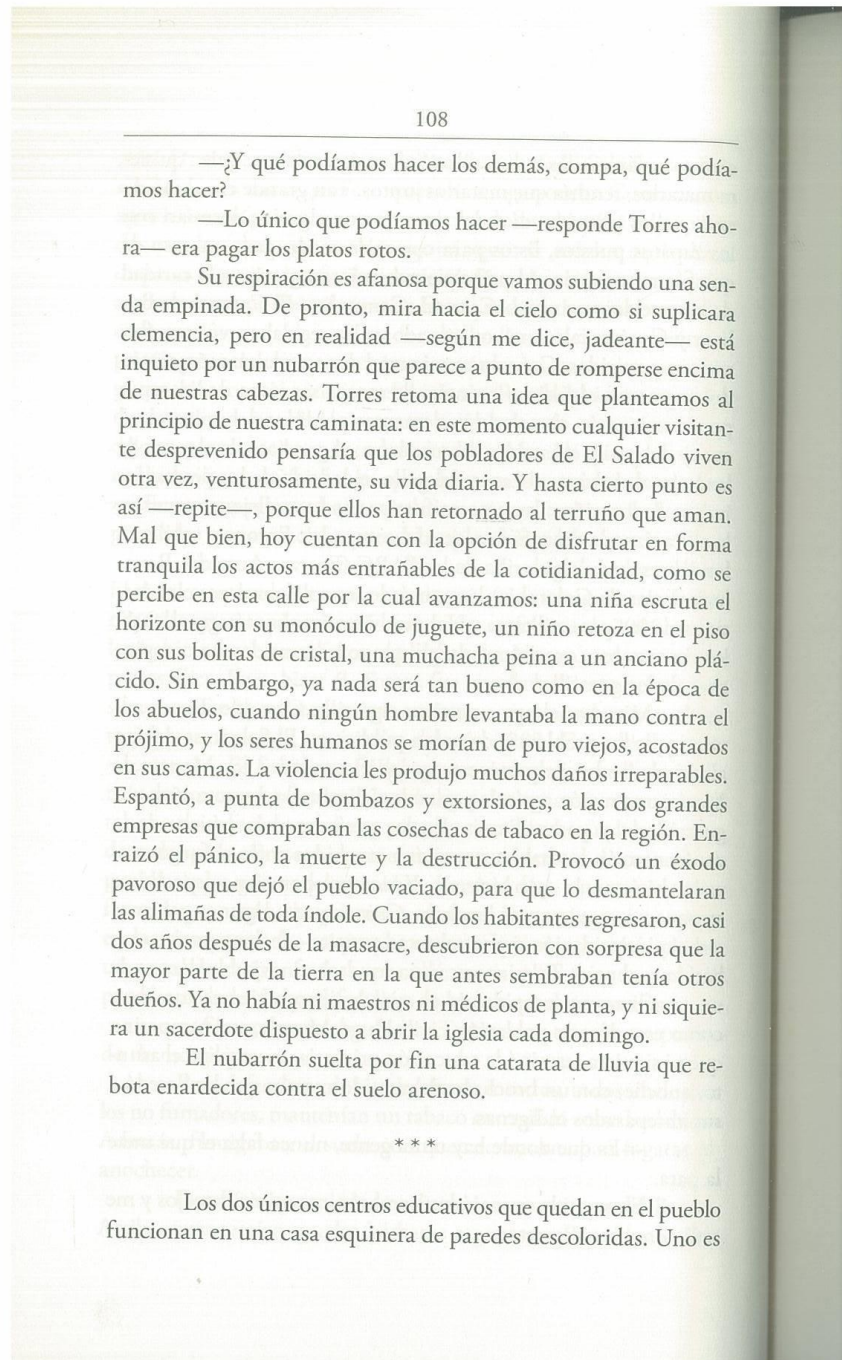 108
—¿Y qué podíamos hacer los demás, compa, qué podía-
mos hacer?
—Lo único que podíamos hacer —responde Torres aho-
ra— era pagar los platos rotos.
Su respiración es afanosa porque vamos subiendo una sen-
da empinada. De pronto, mira hacia el cielo como si suplicara
clemencia, pero en realidad —según me dice, jadeante— está
inquieto por un nubarrón que parece a punto de romperse encima
de nuestras cabezas. Torres retoma una idea que planteamos al
principio de nuestra caminata: en este momento cualquier visitan-
te desprevenido pensaría que los pobladores de El Salado viven
otra vez, venturosamente, su vida diaria. Y hasta cierto punto es
así —repite—, porque ellos han retornado al terruño que aman.
Mal que bien, hoy cuentan con la opción de disfrutar en forma
tranquila los actos más entrañables de la cotidianidad, como se
percibe en esta calle por la cual avanzamos: una niña escruta el
horizonte con su monóculo de juguete, un niño retoza en el piso
con sus bolitas de cristal, una muchacha peina a un anciano plá-
cido. Sin embargo, ya nada será tan bueno como en la época de
los abuelos, cuando ningún hombre levantaba la mano contra el
prójimo, y los seres humanos se morían de puro viejos, acostados
en sus camas. La violencia les produjo muchos daños irreparables.
Espantó, a punta de bombazos y extorsiones, a las dos grandes
empresas que compraban las cosechas de tabaco en la región. En-
raizó el pánico, la muerte y la destrucción. Provocó un éxodo
pavoroso que dejó el pueblo vaciado, para que lo desmantelaran
las alimañas de toda índole. Cuando los habitantes regresaron, casi
dos años después de la masacre, descubrieron con sorpresa que la
mayor parte de la tierra en la que antes sembraban tenía otros
dueños. Ya no había ni maestros ni médicos de planta, y ni siquie-
ra un sacerdote dispuesto a abrir la iglesia cada domingo.
El nubarrón suelta por fin una catarata de lluvia que re-
bota enardecida contra el suelo arenoso.
* * *
Los dos únicos centros educativos que quedan en el pueblo
funcionan en una casa esquinera de paredes descoloridas. Uno es